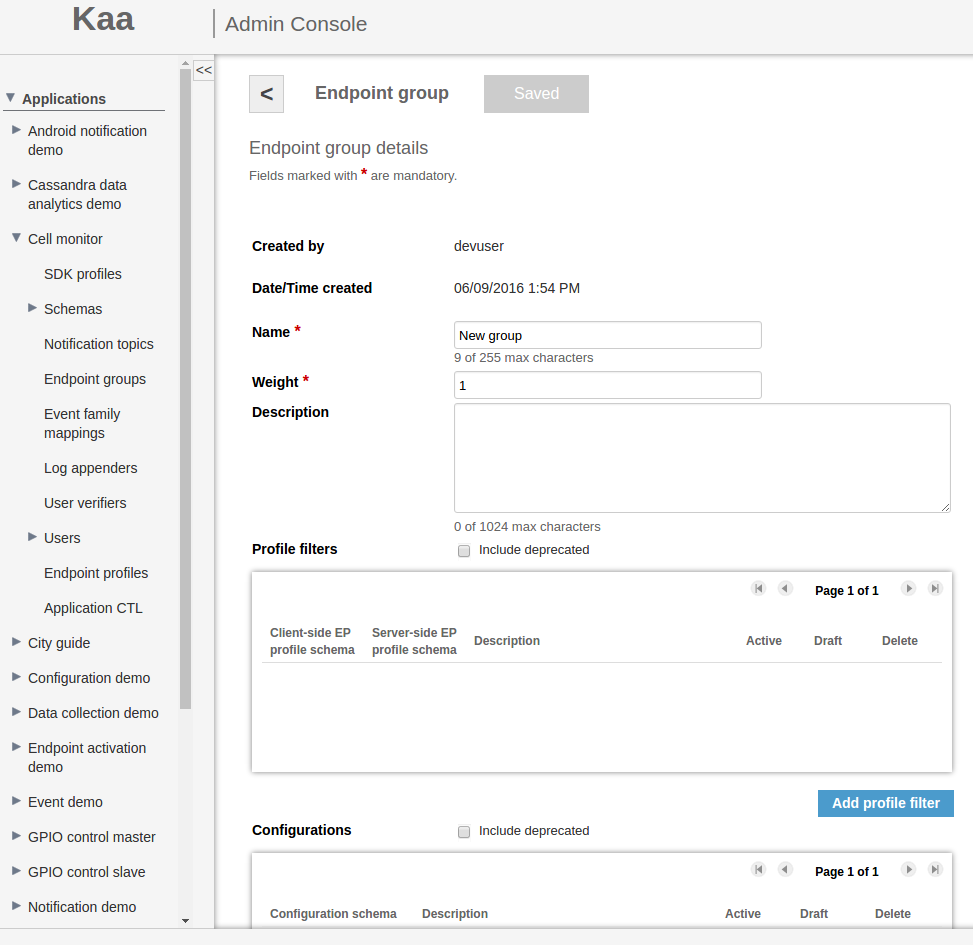 Kaa
Admin Console
<<
Applications
Android notification
demo
Cassandra data
analytics demo
Cell monitor
SDK profiles
Schemas
Notification topics
Endpoint groups
Event family
mappings
Log appenders
User verifiers
Users
Endpoint profiles
Application CTL
City guide
Configuration demo
Data collection demo
Endpoint activation
demo
Event demo
GPIO control master
GPIO control slave
Notification demo
< Endpoint group Saved
Endpoint group details
Fields marked with * are mandatory.
Created by devuser
Date/Time created 06/09/2016 1:54 PM
Name * New group
9 of 255 max characters
Weight * 1
Description
0 of 1024 max characters
Profile filters Include deprecated
Page 1 of 1
Client-side EP
profile schema
Server-side EP
profile schema
Description Active Draft Delete
Add profile filter
Configurations Include deprecated
Page 1 of 1
Configuration schema Description Active Draft Delete